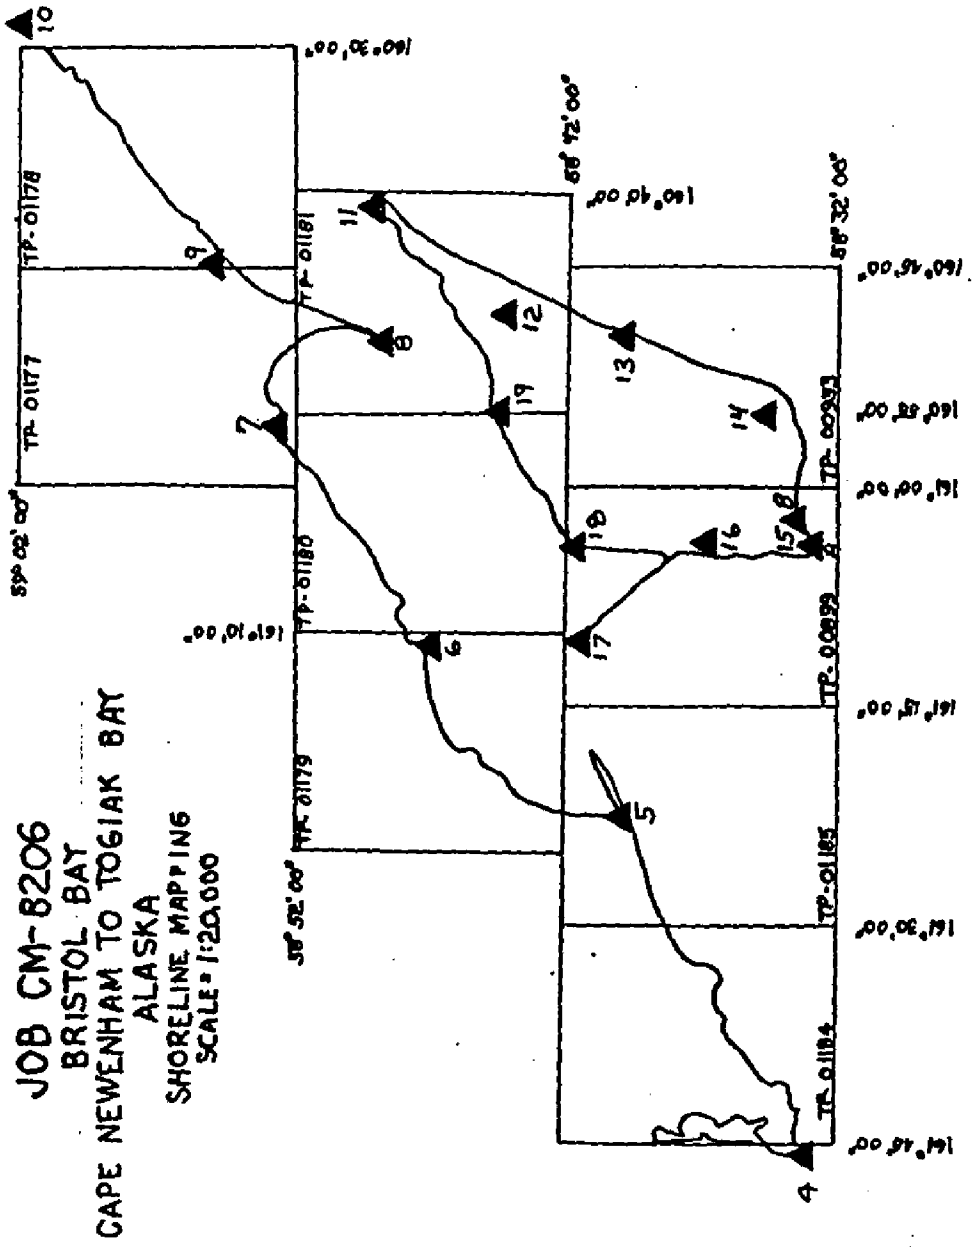 JOB CM-8206
BRISTOL BAY
CAPE NEWENHAM TO TOGIAK BAY
ALASKA
SHORELINE MAPPING
SCALE = 1:20,000
59° 02' 00"
TP-01177
TP-01178
10
9
8
7
160° 30' 00"
58° 52' 00"
161° 10' 00"
TP-01179
TP-01180
TP-01181
11
12
19
6
58° 42' 00"
160° 40' 00"
17
18
13
5
16
14
15
B
A
4
TP-01184
TP-01185
TP-00899
58° 32' 00"
161° 45' 00"
161° 30' 00"
161° 15' 00"
161° 00' 00"
160° 55' 00"
160° 45' 00"